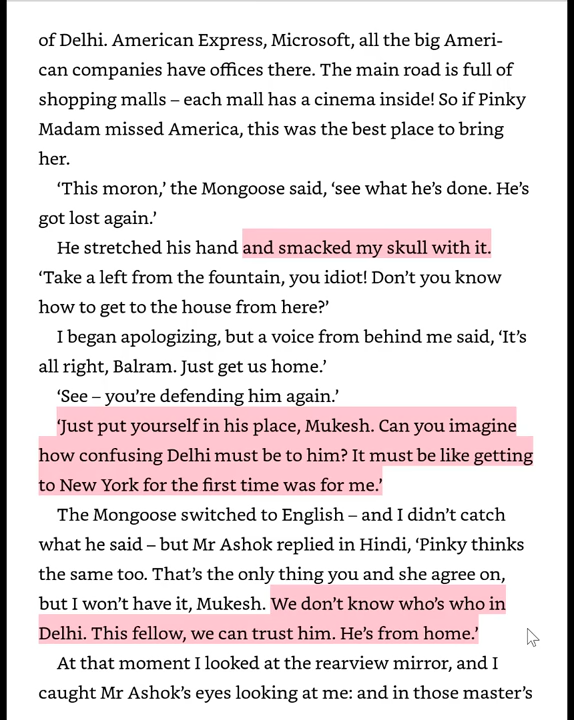 of Delhi. American Express, Microsoft, all the big Ameri-
can companies have offices there. The main road is full of
shopping malls – each mall has a cinema inside! So if Pinky
Madam missed America, this was the best place to bring
her.
‘This moron,’ the Mongoose said, ‘see what he’s done. He’s
got lost again.’
He stretched his hand and smacked my skull with it.
‘Take a left from the fountain, you idiot! Don’t you know
how to get to the house from here?’
I began apologizing, but a voice from behind me said, ‘It’s
all right, Balram. Just get us home.’
‘See – you’re defending him again.’
‘Just put yourself in his place, Mukesh. Can you imagine
how confusing Delhi must be to him? It must be like getting
to New York for the first time was for me.’
The Mongoose switched to English – and I didn’t catch
what he said – but Mr Ashok replied in Hindi, ‘Pinky thinks
the same too. That’s the only thing you and she agree on,
but I won’t have it, Mukesh. We don’t know who’s who in
Delhi. This fellow, we can trust him. He’s from home.’
At that moment I looked at the rearview mirror, and I
caught Mr Ashok’s eyes looking at me: and in those master’s